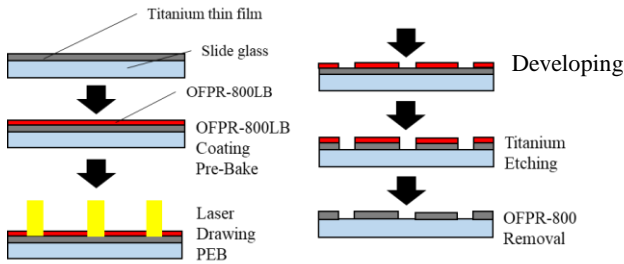 Titanium thin film
Slide glass
OFPR-800LB
OFPR-800LB
Coating
Pre-Bake
Laser
Drawing
PEB
Developing
Titanium
Etching
OFPR-800
Removal